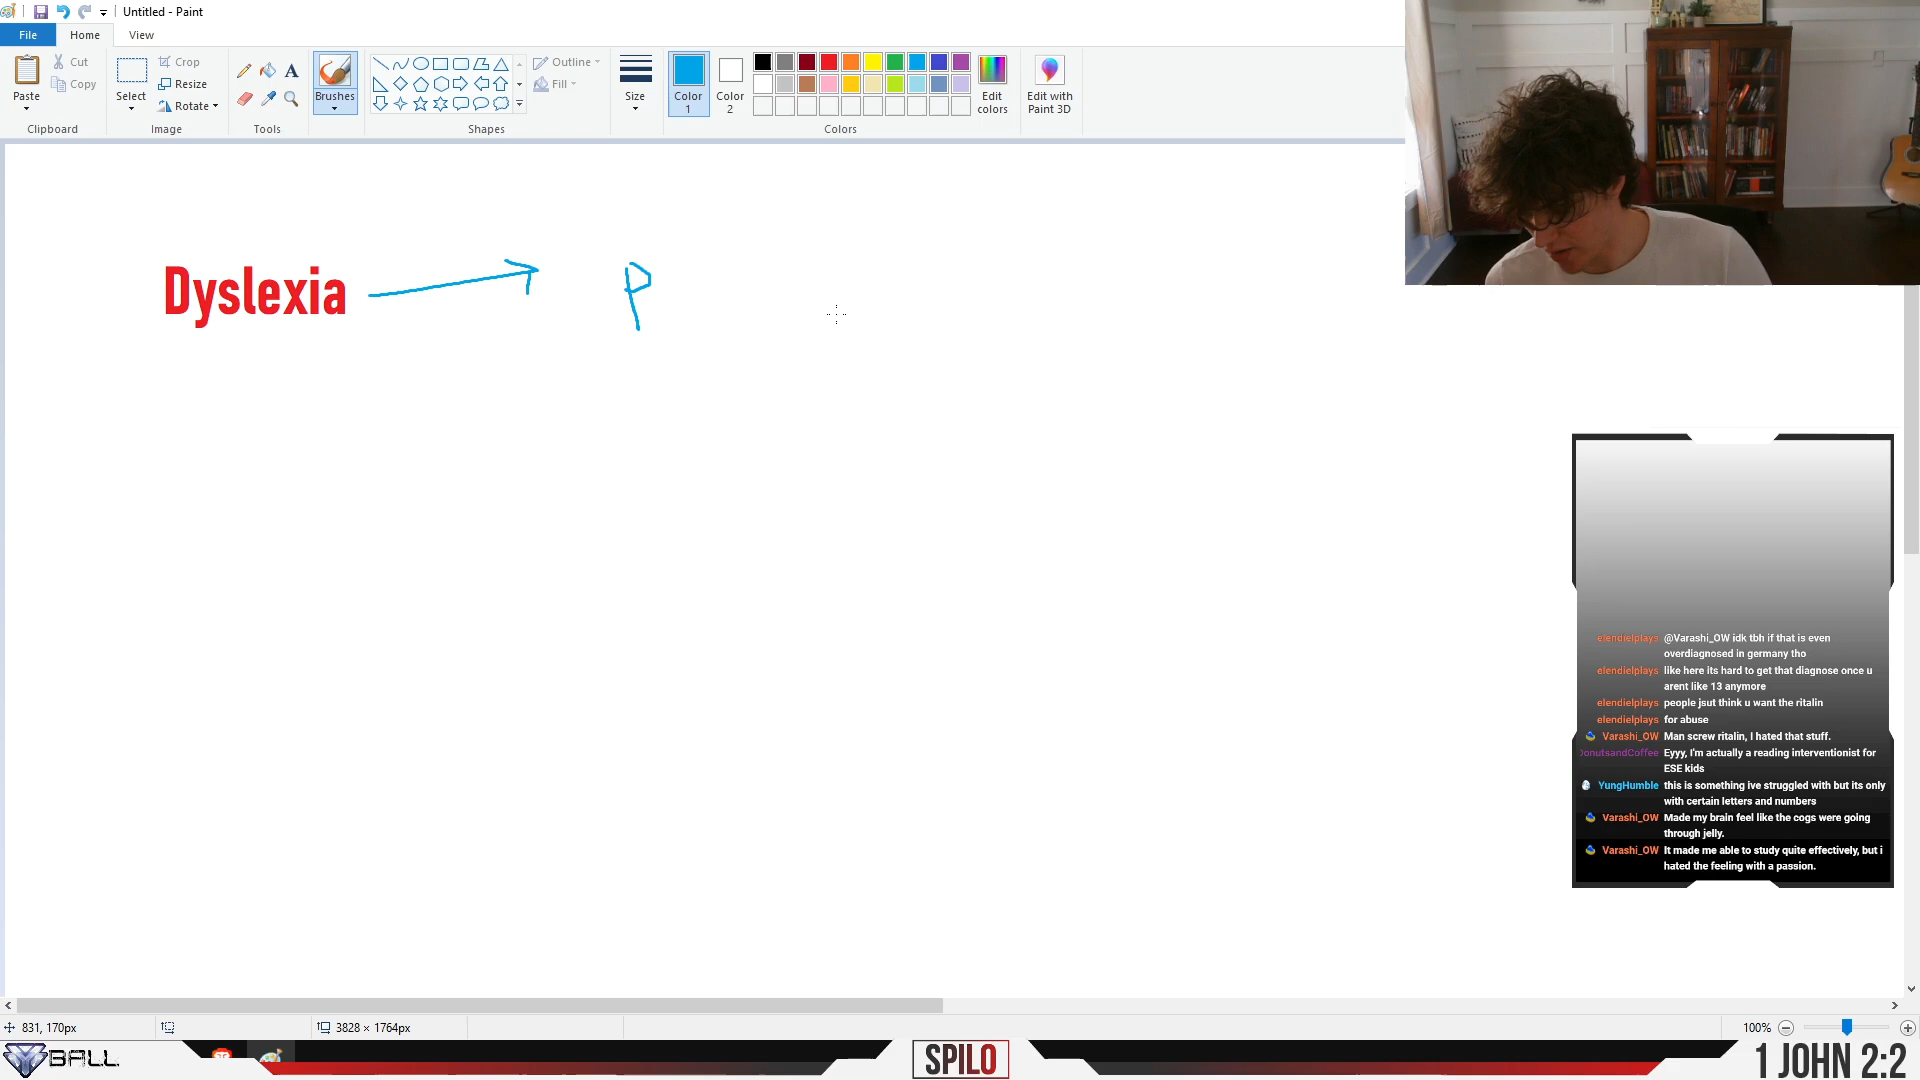 Untitled - Paint
File Home View
Paste
Cut
Copy
Clipboard
Select
Crop
Resize
Rotate
Image
A
Tools
Brushes
Shapes
Outline
Fill
Size
Color 1
Color 2
Edit colors
Colors
Edit with Paint 3D
Dyslexia
P
elendielplays @Varashi_OW idk tbh if that is even
overdiagnosed in germany tho
elendielplays like here its hard to get that diagnose once u
arent like 13 anymore
elendielplays people jsut think u want the ritalin
elendielplays for abuse
Varashi_OW Man screw ritalin, I hated that stuff.
onutsandCoffee Eyyy, I'm actually a reading interventionist for
ESE kids
YungHumble this is something ive struggled with but its only
with certain letters and numbers
Varashi_OW Made my brain feel like the cogs were going
through jelly.
Varashi_OW It made me able to study quite effectively, but i
hated the feeling with a passion.
831, 170px
3828 × 1764px
100%
BALL
SPILO
1 JOHN 2:2